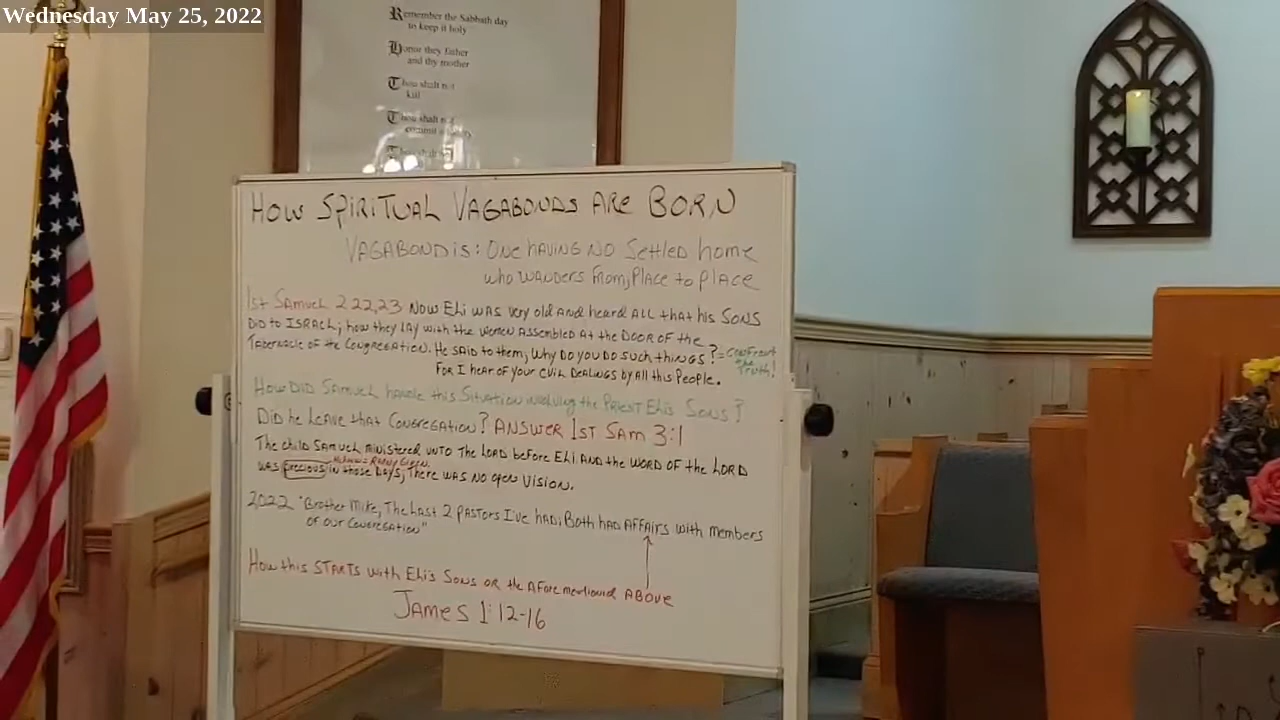 Wednesday May 25, 2022
Remember the Sabbath day
to keep it holy
Honor thy Father
and thy mother
Thou shalt not
kill
Thou shalt not
commit
Thou shalt not
HOW SPIRITUAL VAGABONDS ARE BORN
VAGABOND IS: ONE HAVING NO SETTLED HOME
WHO WANDERS FROM, PLACE TO PLACE
1st Samuel 2:22,23 NOW ELI WAS VERY OLD AND HEARD ALL THAT HIS SONS
DID TO ISRAEL; HOW THEY LAY WITH THE WOMEN ASSEMBLED AT THE DOOR OF THE
TABERNACLE OF THE CONGREGATION. HE SAID TO THEM, WHY DO YOU DO SUCH THINGS? = CONFRONT
THE TRUTH!
FOR I HEAR OF YOUR EVIL DEALINGS BY ALL THIS PEOPLE.
HOW DID SAMUEL HANDLE THIS SITUATION INVOLVING THE PRIEST ELI'S SONS?
DID HE LEAVE THAT CONGREGATION? ANSWER 1ST SAM 3:1
THE CHILD SAMUEL MINISTERED UNTO THE LORD BEFORE ELI. AND THE WORD OF THE LORD
WAS PRECIOUS IN THOSE DAYS; THERE WAS NO OPEN VISION.
2022 "BROTHER MIKE, THE LAST 2 PASTORS I'VE HAD; BOTH HAD AFFAIRS WITH MEMBERS
OF OUR CONGREGATION"
HOW THIS STARTS WITH ELI'S SONS OR THE AFOREMENTIONED ABOVE
JAMES 1:12-16